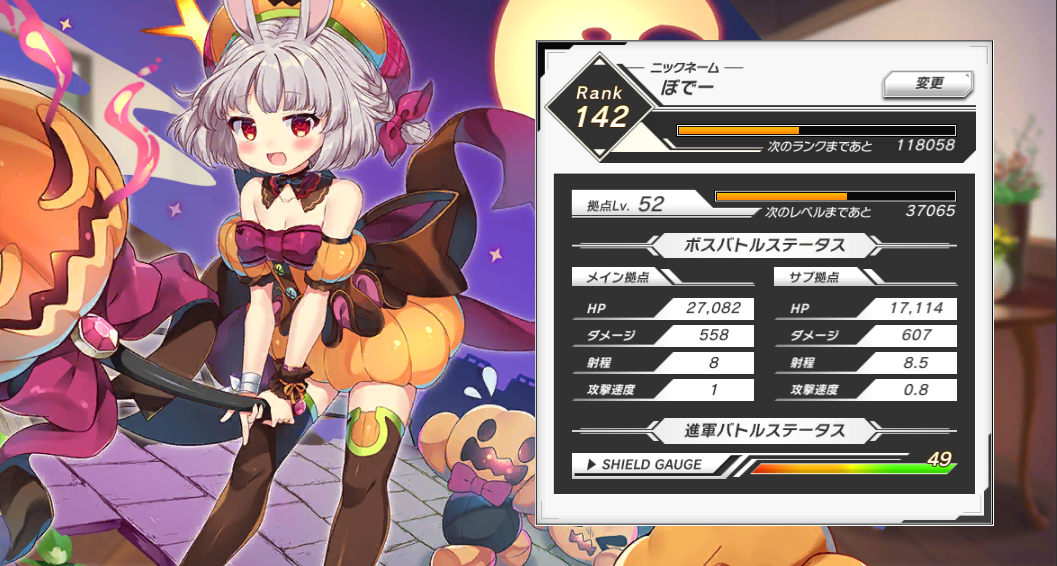 ニックネーム
Rank
142
ぼでー
変更
次のランクまであと 118058
拠点Lv. 52
次のレベルまであと 37065
ボスバトルステータス
メイン拠点 サブ拠点
HP 27,082 HP 17,114
ダメージ 558 ダメージ 607
射程 8 射程 8.5
攻撃速度 1 攻撃速度 0.8
進軍バトルステータス
SHIELD GAUGE 49